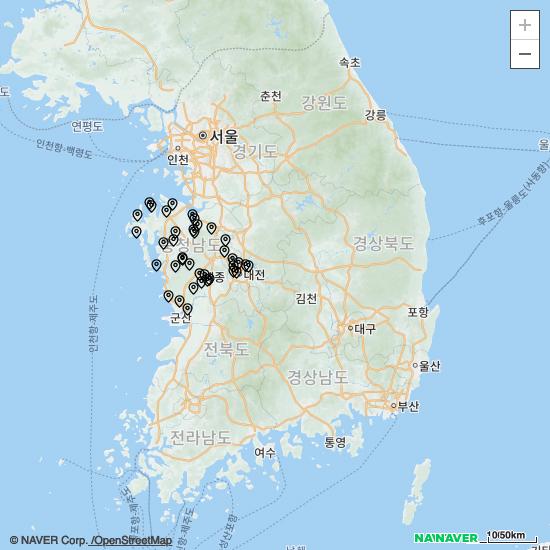 +
−
속초
도
춘천
강원도
강릉
연평도
서울
울
인천항-백령도
인천
경기도
후포항-울릉도(사동항)
충청남도
경상북도
종
대전
인천항-제주도
김천
포항
군산
대구
전북도
울산
경상남도
부산
전라남도
통영
여수
© NAVER Corp. /OpenStreetMap
NAVER
10/50km